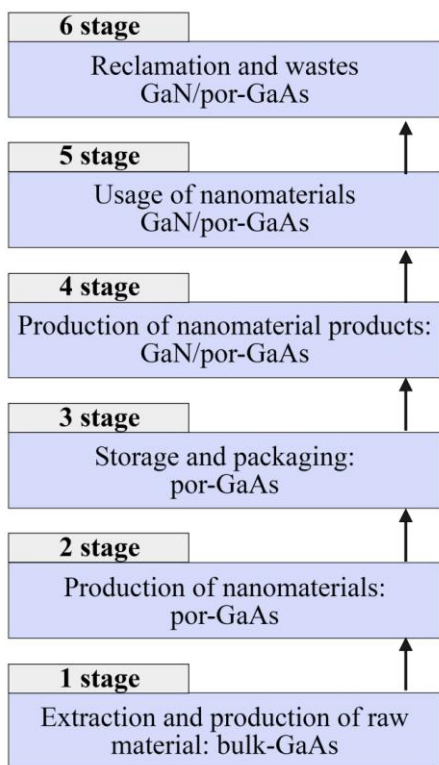 6 stage
Reclamation and wastes
GaN/por-GaAs
5 stage
Usage of nanomaterials
GaN/por-GaAs
4 stage
Production of nanomaterial products:
GaN/por-GaAs
3 stage
Storage and packaging:
por-GaAs
2 stage
Production of nanomaterials:
por-GaAs
1 stage
Extraction and production of raw
material: bulk-GaAs